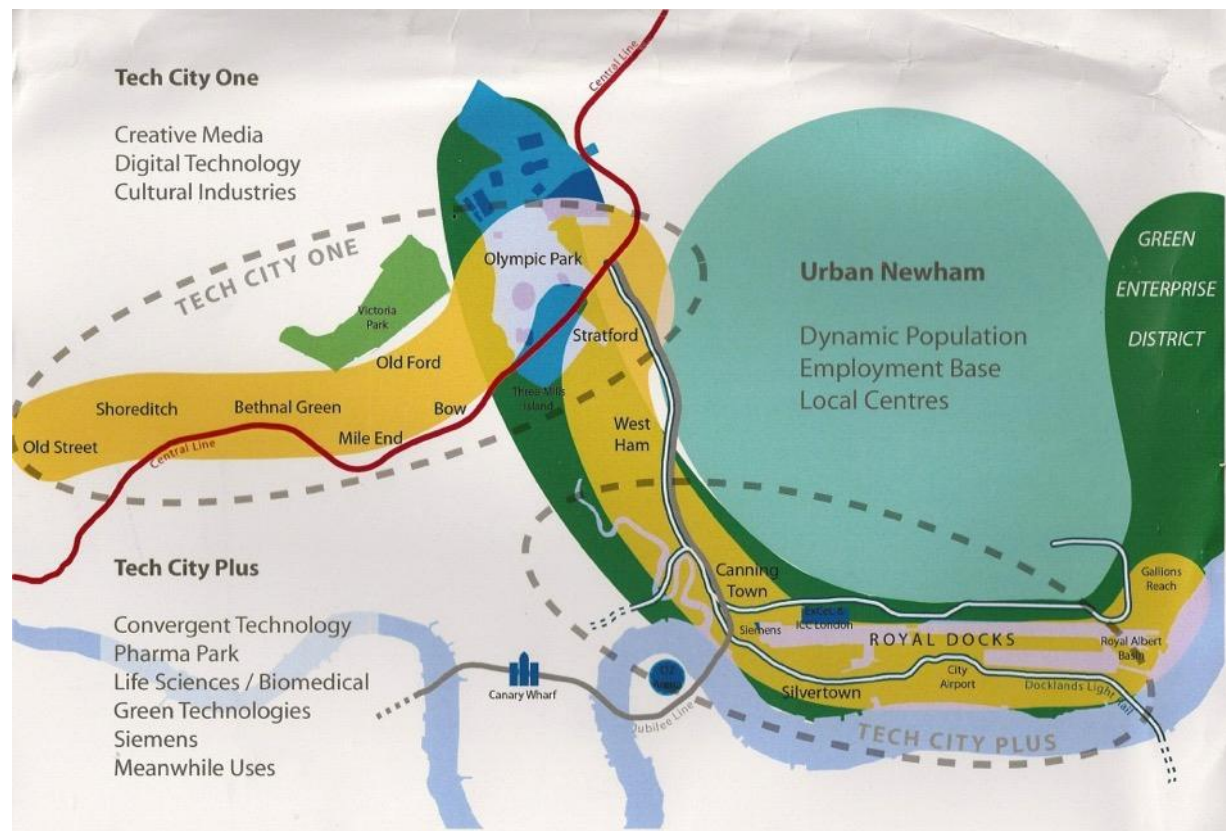 Tech City One
Creative Media
Digital Technology
Cultural Industries
Central Line
TECH CITY ONE
Olympic Park
Victoria
Park
Stratford
Old Ford
Three Mills
Island
Shoreditch
Bethnal Green
Bow
Old Street
Mile End
Central Line
West
Ham
Urban Newham
Dynamic Population
Employment Base
Local Centres
GREEN
ENTERPRISE
DISTRICT
Tech City Plus
Convergent Technology
Pharma Park
Life Sciences / Biomedical
Green Technologies
Siemens
Meanwhile Uses
Canning
Town
Gallions
Reach
Excel &
ICC London
Siemens
ROYAL DOCKS
Royal Albert
Basin
City
Airport
Silvertown
Docklands Light Rail
O2
Arena
Canary Wharf
Jubilee Line
TECH CITY PLUS